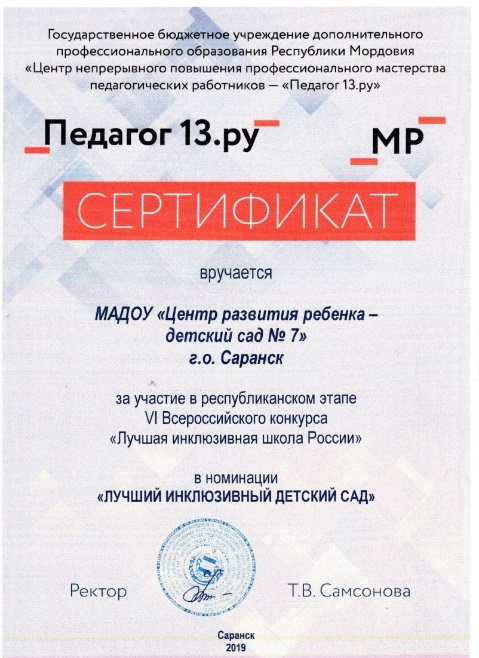 Государственное бюджетное учреждение дополнительного
профессионального образования Республики Мордовия
«Центр непрерывного повышения профессионального мастерства
педагогических работников – «Педагог 13.ру»
Педагог 13.ру
МР
СЕРТИФИКАТ
вручается
МАДОУ «Центр развития ребенка –
детский сад № 7»
г.о. Саранск
за участие в республиканском этапе
VI Всероссийского конкурса
«Лучшая инклюзивная школа России»
в номинации
«ЛУЧШИЙ ИНКЛЮЗИВНЫЙ ДЕТСКИЙ САД»
Ректор
Т.В. Самсонова
Саранск
2019